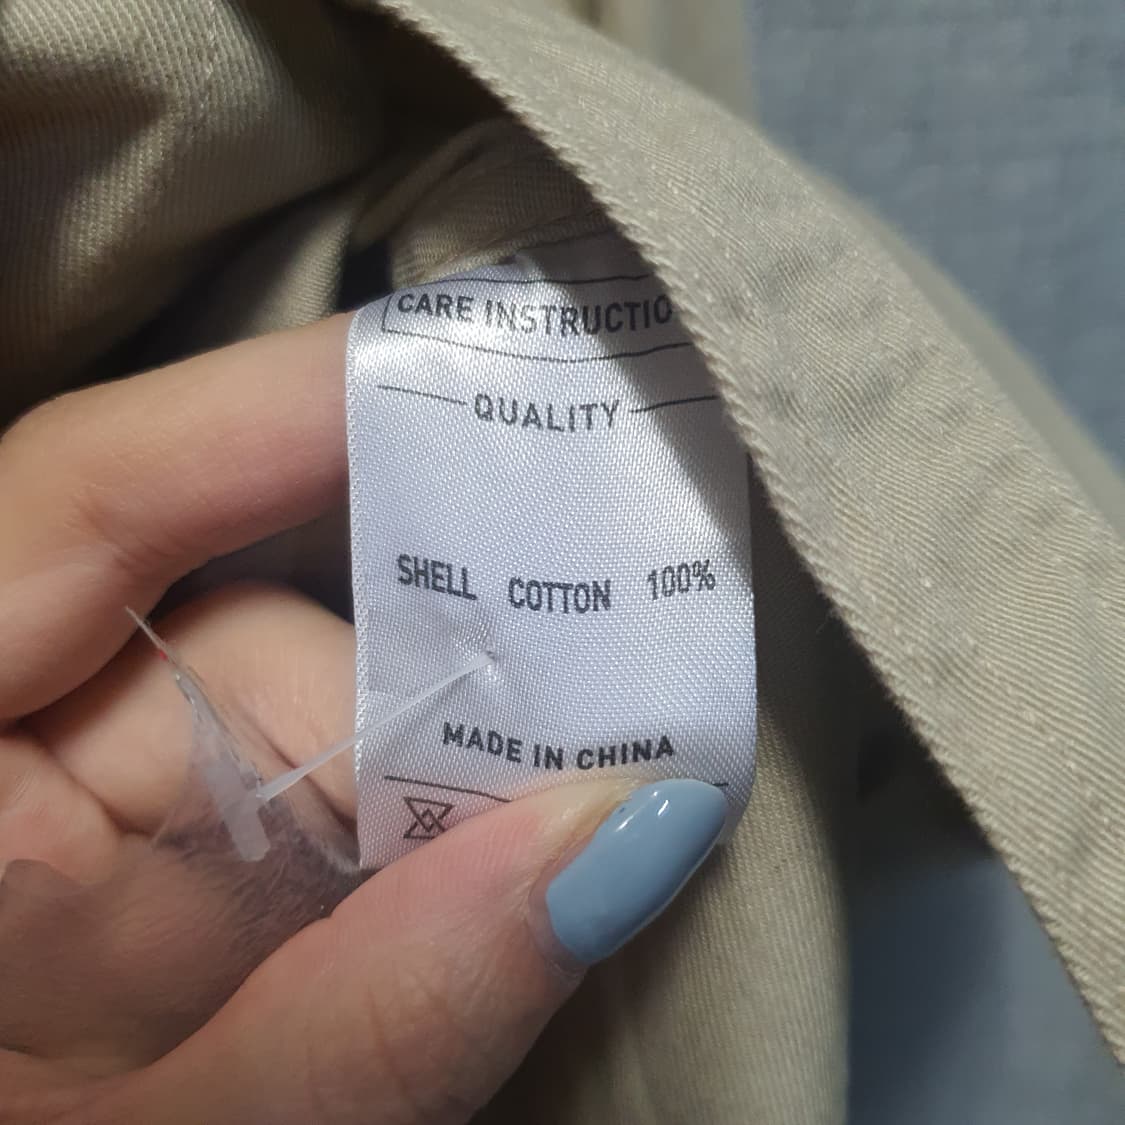 CARE INSTRUCTIO
QUALITY
SHELL COTTON 100%
MADE IN CHINA